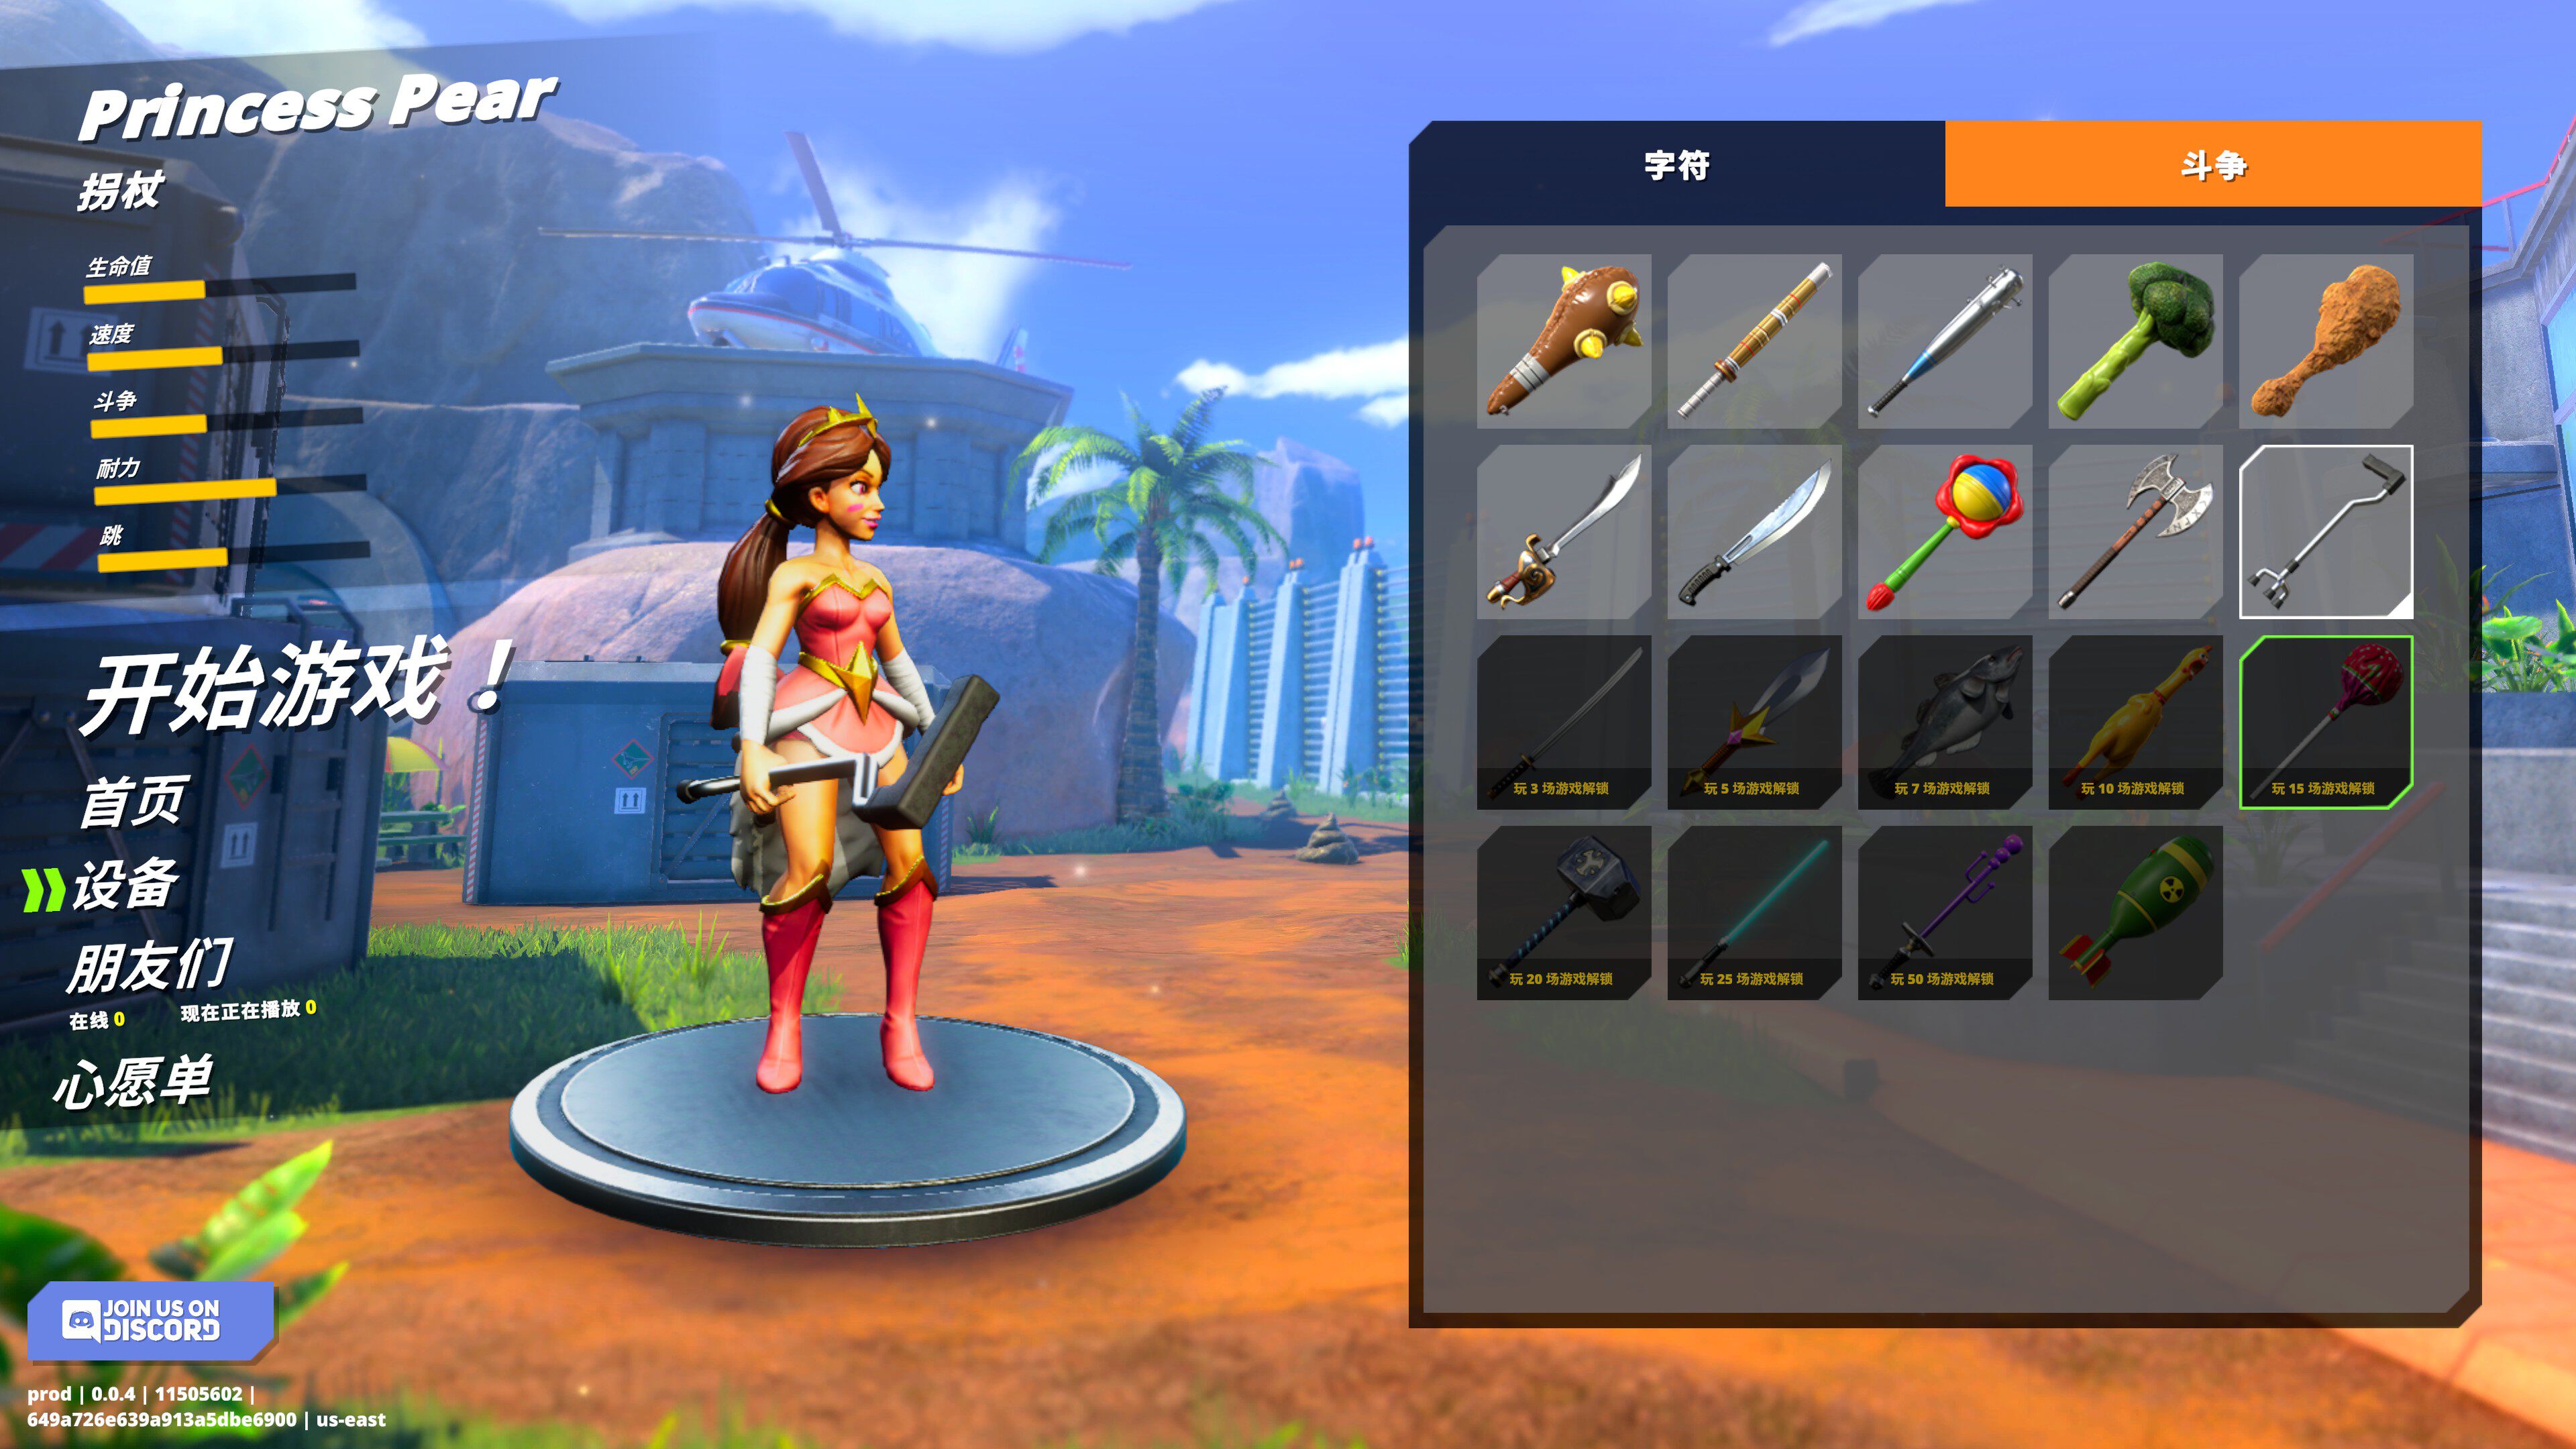 Princess Pear
拐杖
生命值
速度
斗争
耐力
跳
开始游戏！
首页
设备
朋友们
在线 0 现在正在播放 0
心愿单
JOIN US ON
DISCORD
prod | 0.0.4 | 11505602 |
649a726e639a913a5dbe6900 | us-east
字符 斗争
玩 3 场游戏解锁 玩 5 场游戏解锁 玩 7 场游戏解锁 玩 10 场游戏解锁 玩 15 场游戏解锁
玩 20 场游戏解锁 玩 25 场游戏解锁 玩 50 场游戏解锁